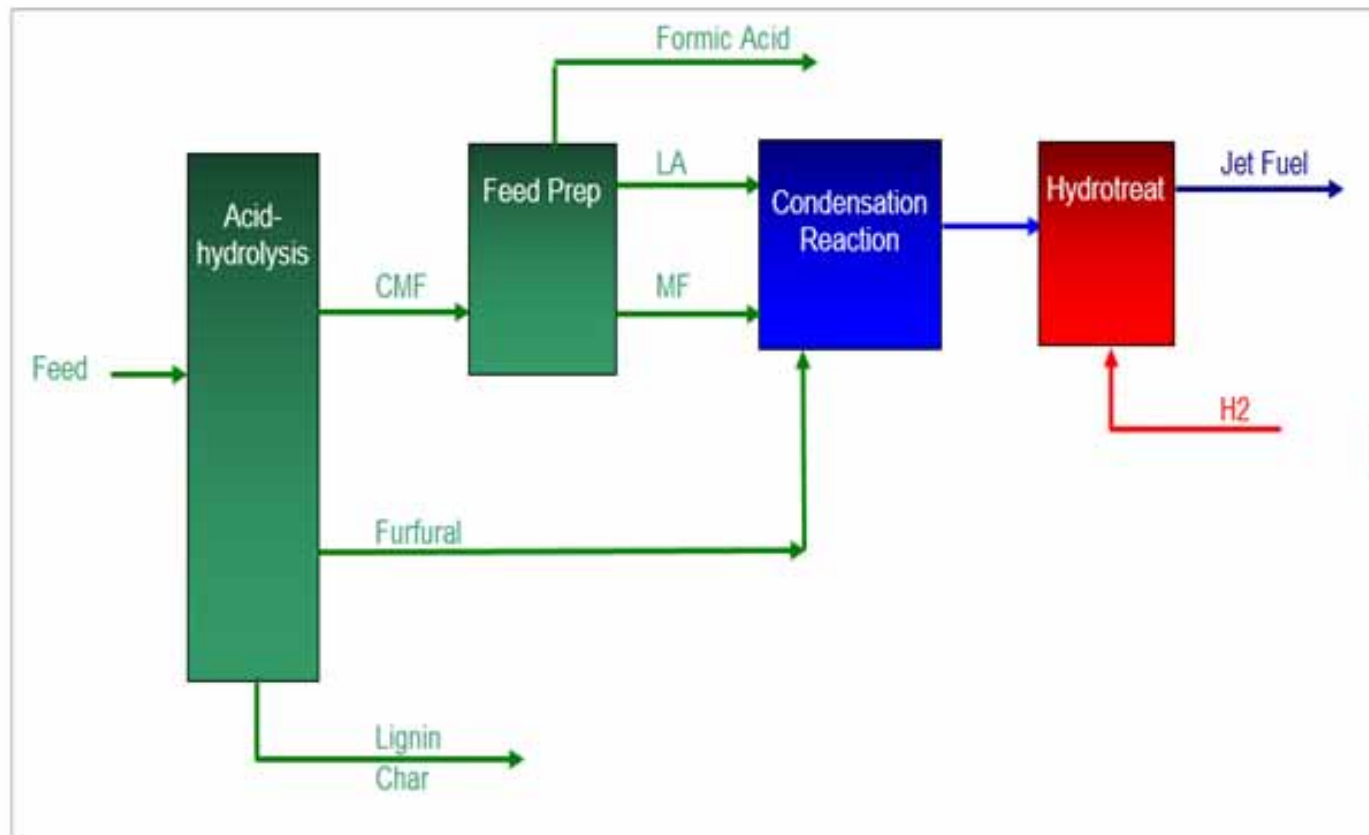 Formic Acid
Feed Prep
LA
MF
Condensation
Reaction
Hydrotreat
Jet Fuel
Acid-
hydrolysis
CMF
Feed
H2
Furfural
Lignin
Char